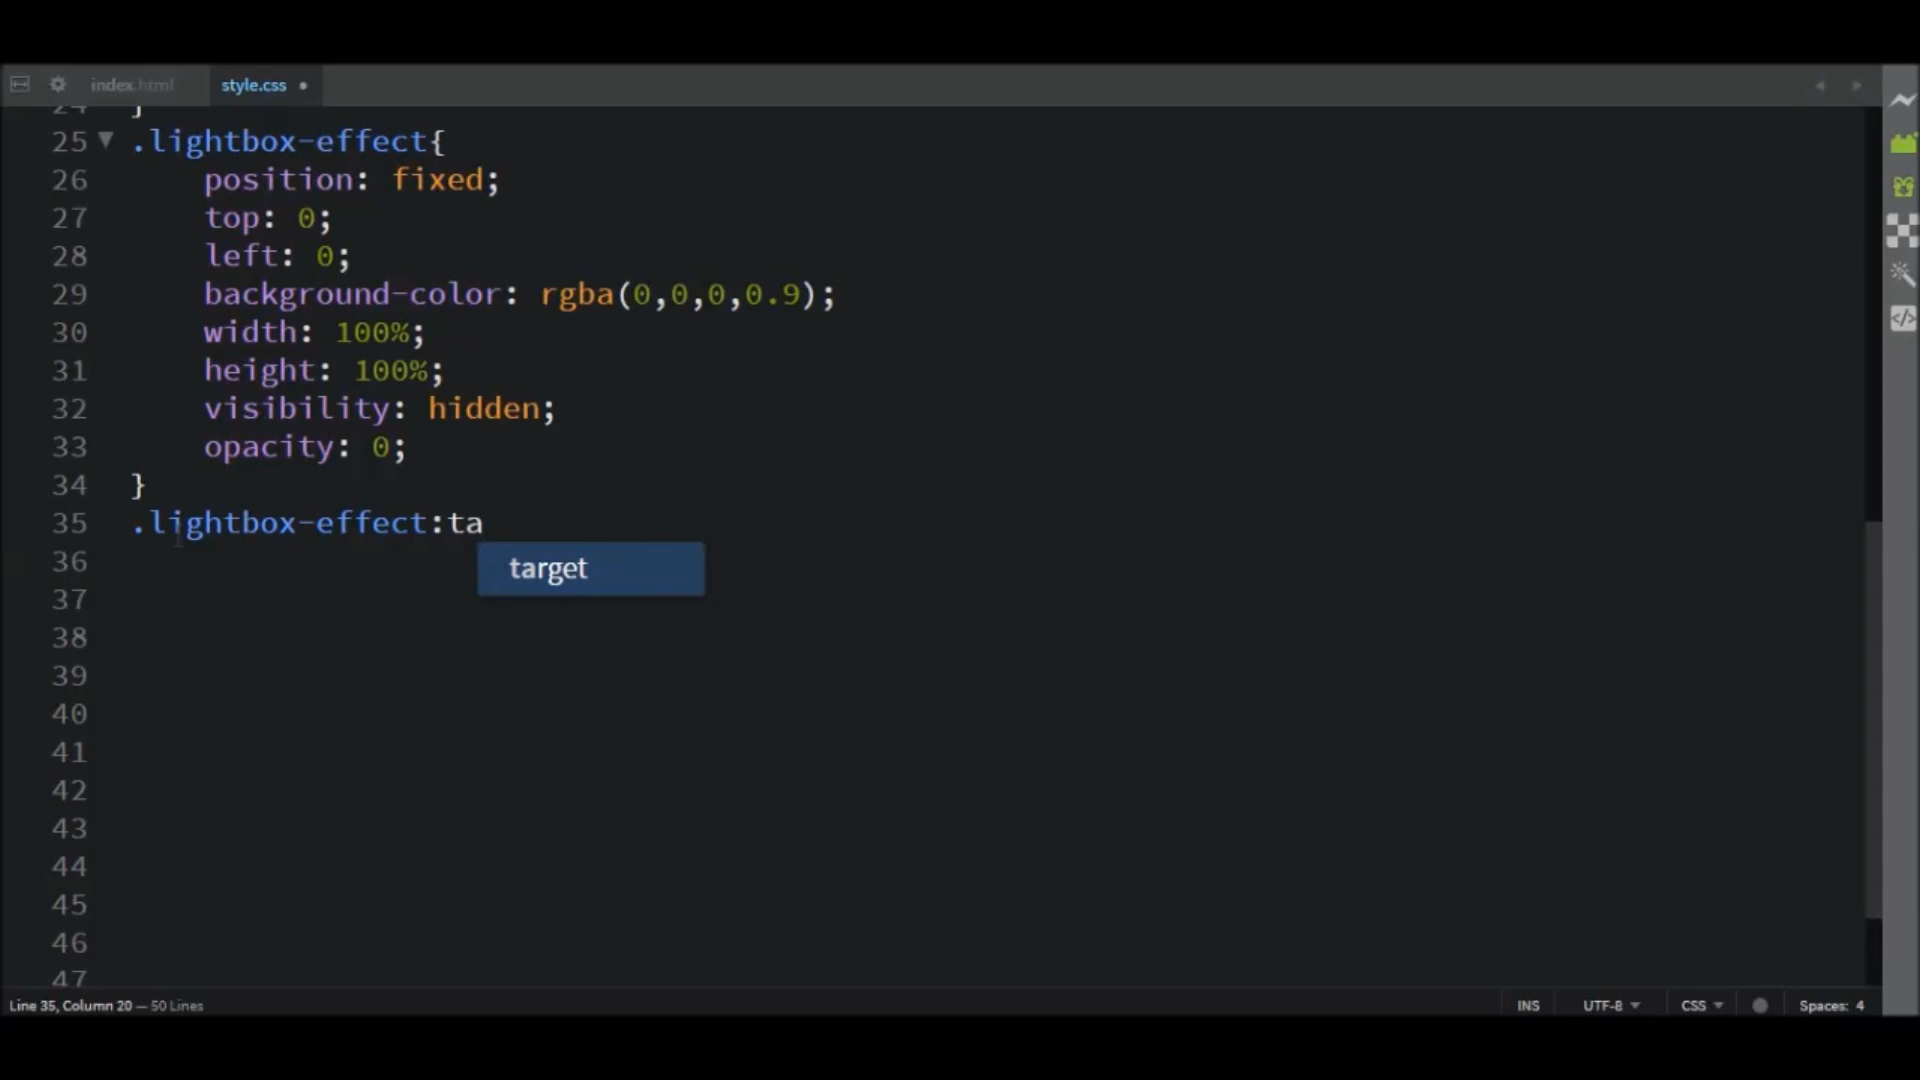 index.html
style.css •
24 }
25 .lightbox-effect{
26 position: fixed;
27 top: 0;
28 left: 0;
29 background-color: rgba(0,0,0,0.9);
30 width: 100%;
31 height: 100%;
32 visibility: hidden;
33 opacity: 0;
34 }
35 .lightbox-effect:ta
target
36
37
38
39
40
41
42
43
44
45
46
47
Line 35, Column 20 — 50 Lines
INS
UTF-8
CSS
Spaces: 4